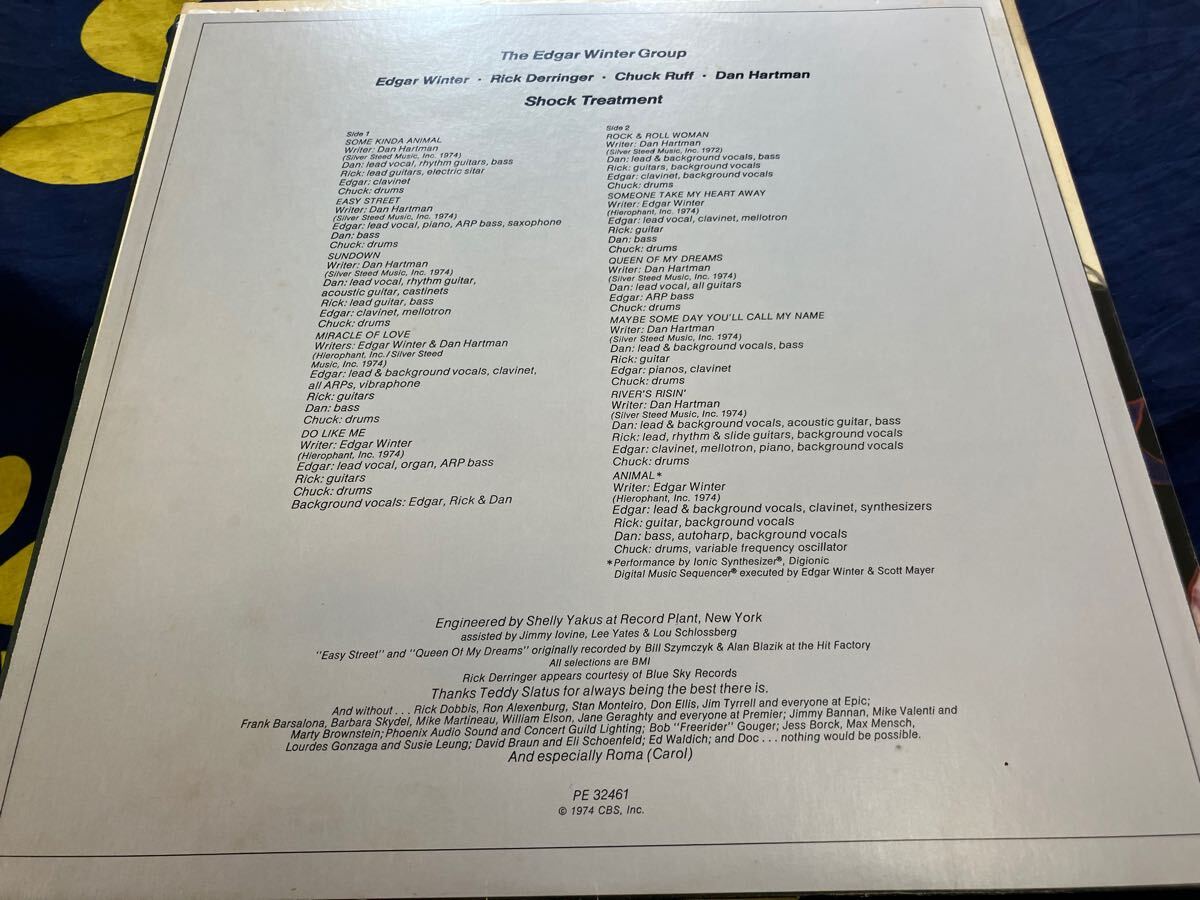 The Edgar Winter Group
Edgar Winter · Rick Derringer · Chuck Ruff · Dan Hartman
Shock Treatment
Side 1
SOME KINDA ANIMAL
Writer: Dan Hartman
(Silver Steed Music, Inc. 1974)
Dan: lead vocal, rhythm guitars, bass
Rick: lead guitars, electric sitar
Edgar: clavinet
Chuck: drums
EASY STREET
Writer: Dan Hartman
(Silver Steed Music, Inc. 1974)
Edgar: lead vocal, piano, ARP bass, saxophone
Dan: bass
Chuck: drums
SUNDOWN
Writer: Dan Hartman
(Silver Steed Music, Inc. 1974)
Dan: lead vocal, rhythm guitar,
acoustic guitar, castinets
Rick: lead guitar, bass
Edgar: clavinet, mellotron
Chuck: drums
MIRACLE OF LOVE
Writers: Edgar Winter & Dan Hartman
(Hierophant, Inc./Silver Steed
Music, Inc. 1974)
Edgar: lead & background vocals, clavinet,
all ARPs, vibraphone
Rick: guitars
Dan: bass
Chuck: drums
DO LIKE ME
Writer: Edgar Winter
(Hierophant, Inc. 1974)
Edgar: lead vocal, organ, ARP bass
Rick: guitars
Chuck: drums
Background vocals: Edgar, Rick & Dan
Side 2
ROCK & ROLL WOMAN
Writer: Dan Hartman
(Silver Steed Music, Inc. 1972)
Dan: lead & background vocals, bass
Rick: guitars, background vocals
Edgar: clavinet, background vocals
Chuck: drums
SOMEONE TAKE MY HEART AWAY
Writer: Edgar Winter
(Hierophant, Inc. 1974)
Edgar: lead vocal, clavinet, mellotron
Rick: guitar
Dan: bass
Chuck: drums
QUEEN OF MY DREAMS
Writer: Dan Hartman
(Silver Steed Music, Inc. 1974)
Dan: lead vocal, all guitars
Edgar: ARP bass
Chuck: drums
MAYBE SOME DAY YOU'LL CALL MY NAME
Writer: Dan Hartman
(Silver Steed Music, Inc. 1974)
Dan: lead & background vocals, bass
Rick: guitar
Edgar: pianos, clavinet
Chuck: drums
RIVER'S RISIN'
Writer: Dan Hartman
(Silver Steed Music, Inc. 1974)
Dan: lead & background vocals, acoustic guitar, bass
Rick: lead, rhythm & slide guitars, background vocals
Edgar: clavinet, mellotron, piano, background vocals
Chuck: drums
ANIMAL*
Writer: Edgar Winter
(Hierophant, Inc. 1974)
Edgar: lead & background vocals, clavinet, synthesizers
Rick: guitar, background vocals
Dan: bass, autoharp, background vocals
Chuck: drums, variable frequency oscillator
*Performance by Ionic Synthesizer®, Digionic
Digital Music Sequencer® executed by Edgar Winter & Scott Mayer
Engineered by Shelly Yakus at Record Plant, New York
assisted by Jimmy Iovine, Lee Yates & Lou Schlossberg
"Easy Street" and "Queen Of My Dreams" originally recorded by Bill Szymczyk & Alan Blazik at the Hit Factory
All selections are BMI
Rick Derringer appears courtesy of Blue Sky Records
Thanks Teddy Slatus for always being the best there is.
And without . . . Rick Dobbis, Ron Alexenburg, Stan Monteiro, Don Ellis, Jim Tyrrell and everyone at Epic;
Frank Barsalona, Barbara Skydel, Mike Martineau, William Elson, Jane Geraghty and everyone at Premier; Jimmy Bannan, Mike Valenti and
Marty Brownstein; Phoenix Audio Sound and Concert Guild Lighting; Bob "Freerider" Gouger; Jess Borck, Max Mensch,
Lourdes Gonzaga and Susie Leung; David Braun and Eli Schoenfeld; Ed Waldich; and Doc . . . nothing would be possible.
And especially Roma (Carol)
PE 32461
© 1974 CBS, Inc.